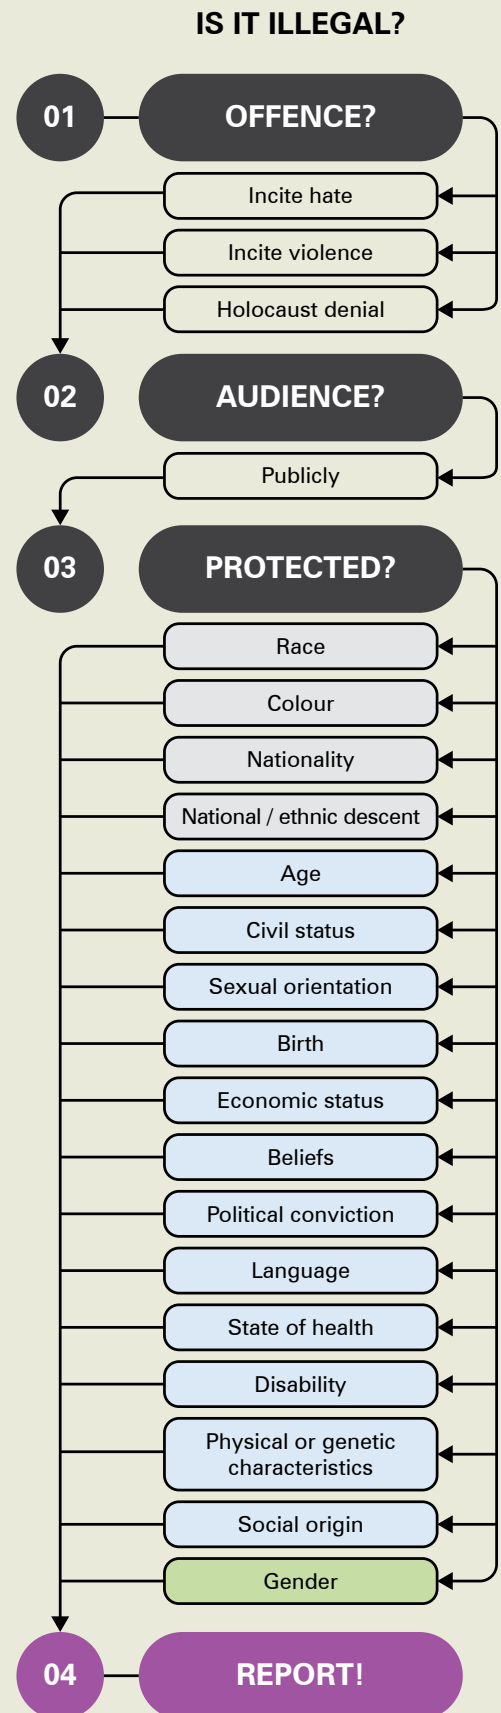 IS IT ILLEGAL?
01
OFFENCE?
Incite hate
Incite violence
Holocaust denial
02
AUDIENCE?
Publicly
03
PROTECTED?
Race
Colour
Nationality
National / ethnic descent
Age
Civil status
Sexual orientation
Birth
Economic status
Beliefs
Political conviction
Language
State of health
Disability
Physical or genetic
characteristics
Social origin
Gender
04
REPORT!